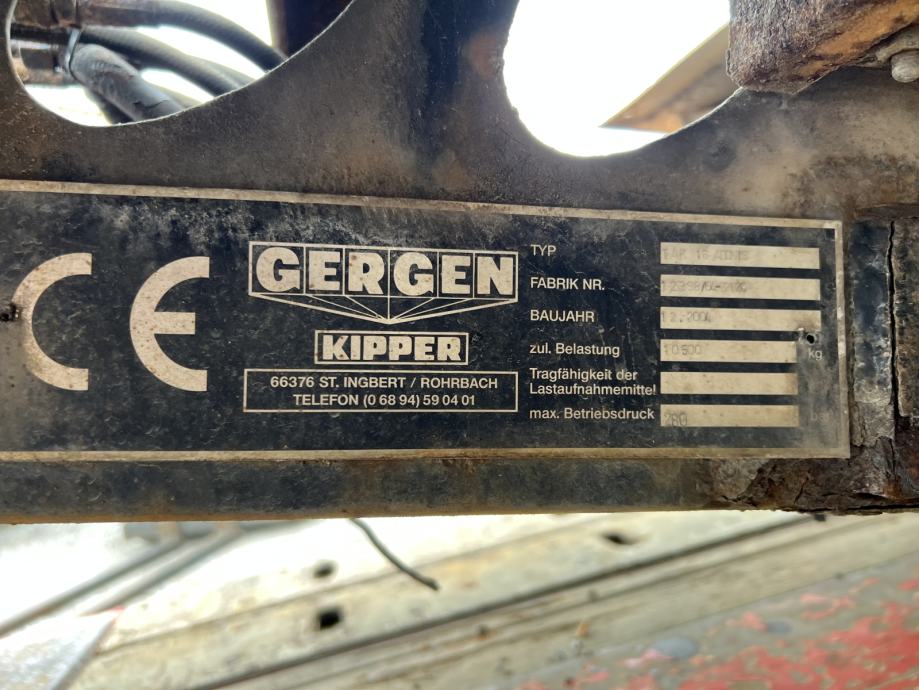 CE
GERGEN
KIPPER
66376 ST. INGBERT / ROHRBACH
TELEFON (0 68 94) 59 04 01
TYP
FABRIK NR.
BAUJAHR 12.2004
zul. Belastung 10500 kg
Tragfähigkeit der
Lastaufnahmemittel
max. Betriebsdruck 280